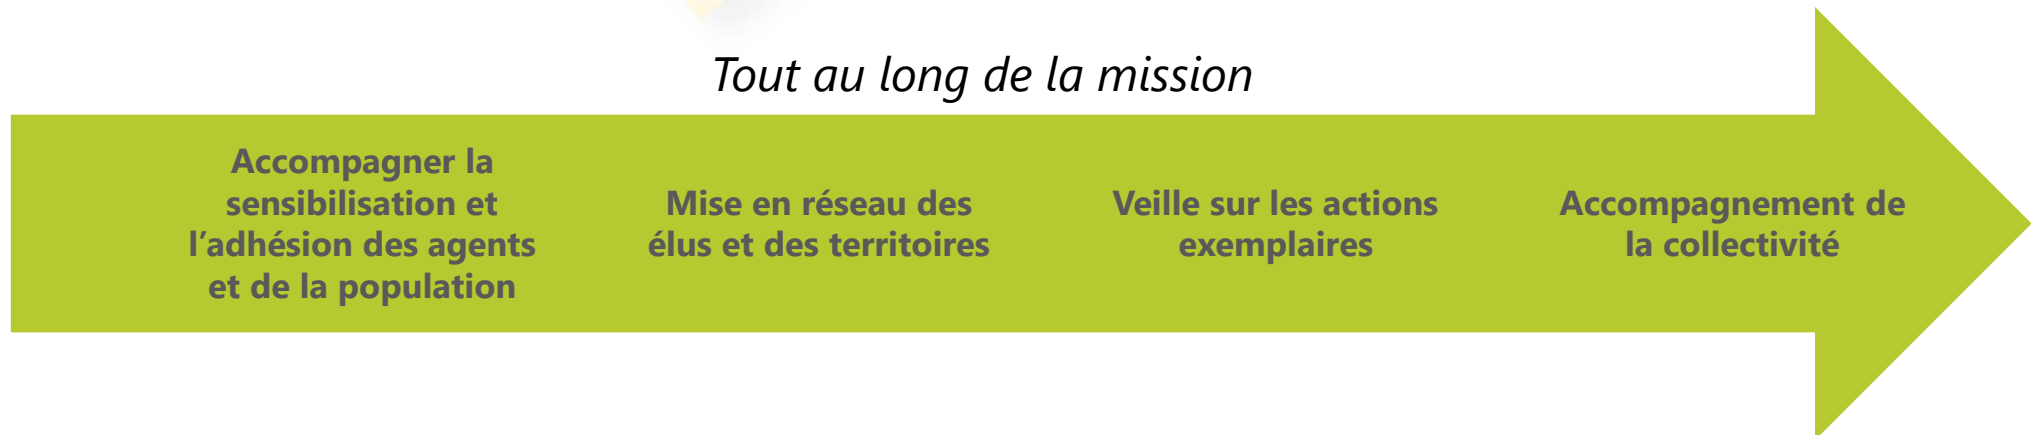 Tout au long de la mission
Accompagner la
sensibilisation et
l’adhésion des agents
et de la population
Mise en réseau des
élus et des territoires
Veille sur les actions
exemplaires
Accompagnement de
la collectivité